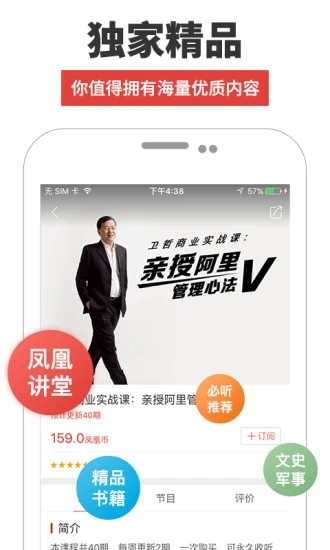 独家精品
你值得拥有海量优质内容
无 SIM 卡
下午4:38
57%
卫哲商业实战课：
亲授阿里
管理心法
V
凤凰
讲堂
商业实战课：亲授阿里管
预计更新40期
必听
推荐
159.0凤凰币
+订阅
精品
书籍
文史
军事
节目
评价
简介
本课程共40期，每周更新2期，一次购买，可永久收听